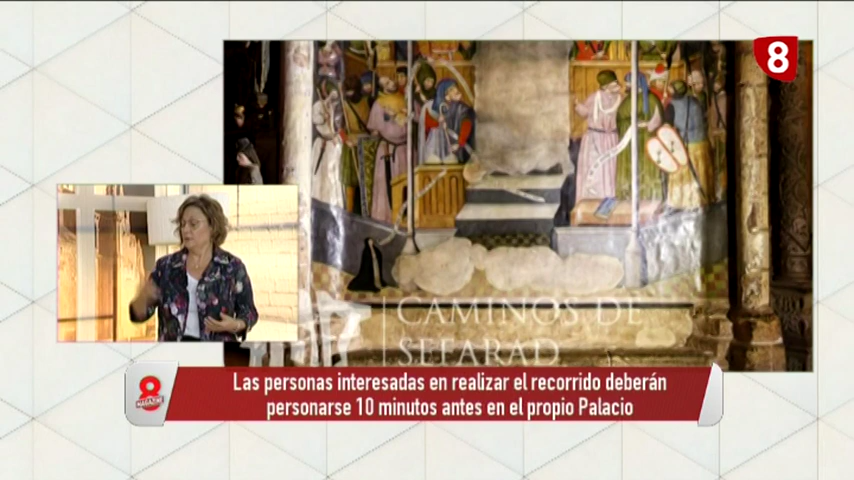 8
CAMINOS DE
SEFARAD
8
MAGAZINE
Las personas interesadas en realizar el recorrido deberán
personarse 10 minutos antes en el propio Palacio